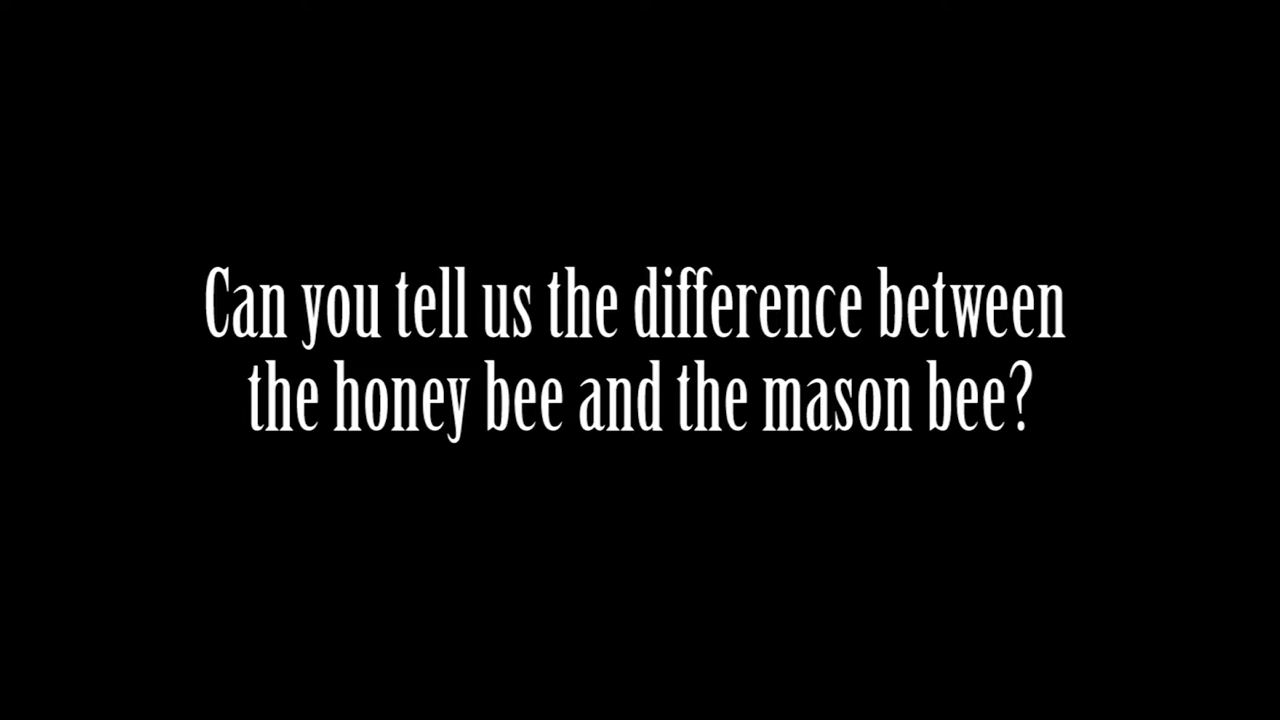 Can you tell us the difference between
the honey bee and the mason bee?